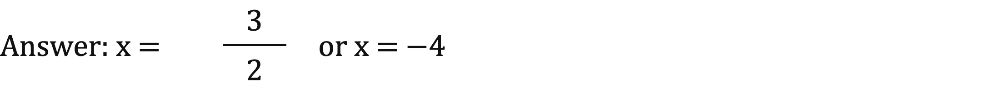 Answer: x = 3/2 or x = −4